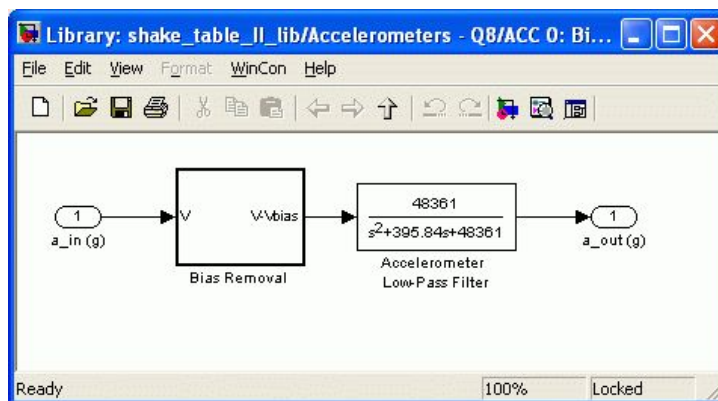 Library: shake_table_II_lib/Accelerometers - Q8/ACC 0: Bi...
File Edit View Format WinCon Help
1
a_in (g)
V
V-Vbias
Bias Removal
48361
s²+395.84s+48361
Accelerometer
Low-Pass Filter
1
a_out (g)
Ready
100%
Locked